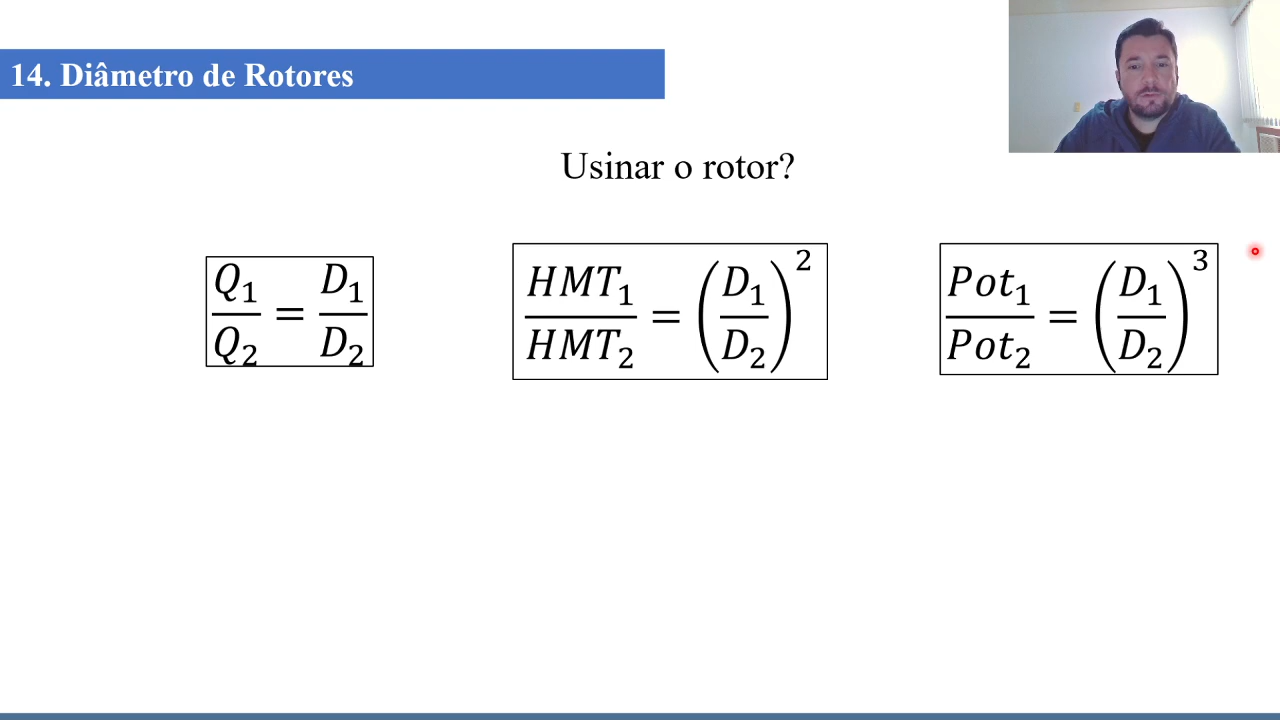 14. Diâmetro de Rotores
Usinar o rotor?
Q₁/Q₂ = D₁/D₂
HMT₁/HMT₂ = (D₁/D₂)²
Pot₁/Pot₂ = (D₁/D₂)³